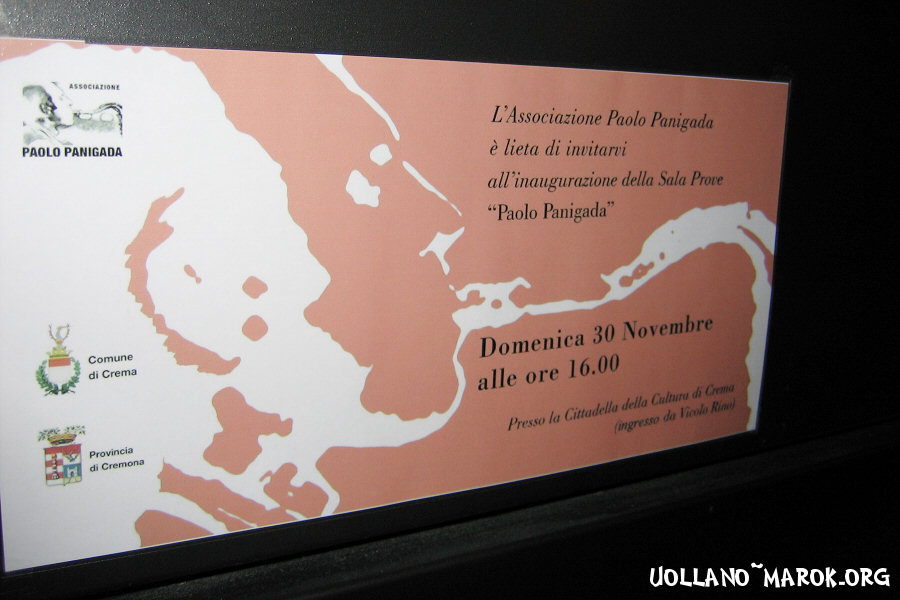 ASSOCIAZIONE
PAOLO PANIGADA
L'Associazione Paolo Panigada
è lieta di invitarvi
all'inaugurazione della Sala Prove
“Paolo Panigada”
Domenica 30 Novembre
alle ore 16.00
Presso la Cittadella della Cultura di Crema
(ingresso da Vicolo Rino)
Comune
di Crema
Provincia
di Cremona
UOLLANO~MAROK.ORG